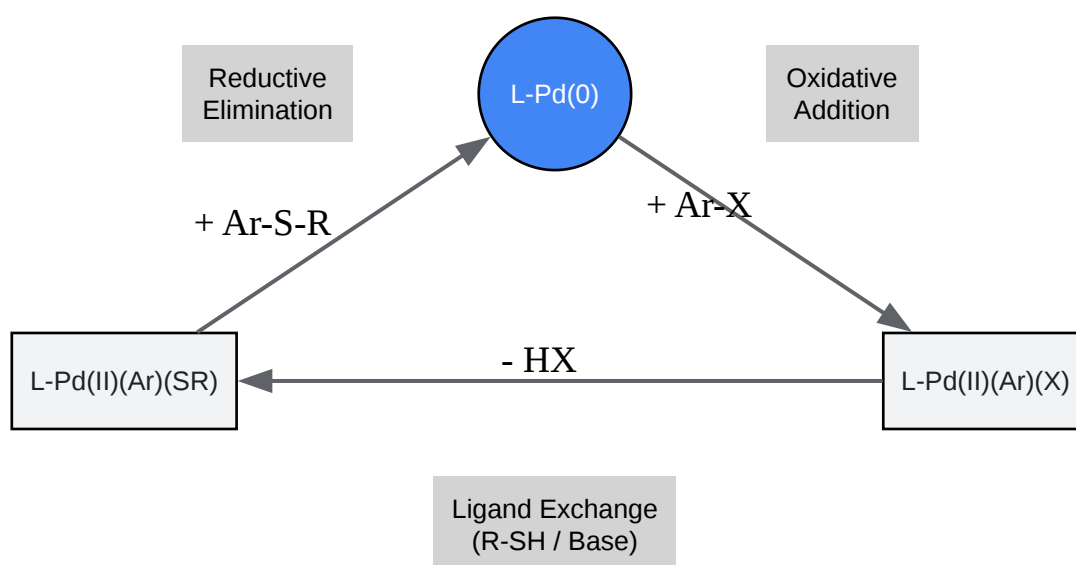 Reductive
Elimination
L-Pd(0)
Oxidative
Addition
+ Ar-S-R
+ Ar-X
- HX
L-Pd(II)(Ar)(SR)
L-Pd(II)(Ar)(X)
Ligand Exchange
(R-SH / Base)